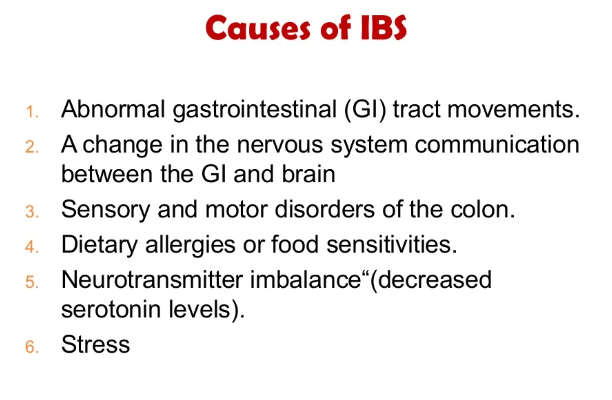 Causes of IBS
1. Abnormal gastrointestinal (GI) tract movements.
2. A change in the nervous system communication
between the GI and brain
3. Sensory and motor disorders of the colon.
4. Dietary allergies or food sensitivities.
5. Neurotransmitter imbalance“(decreased
serotonin levels).
6. Stress